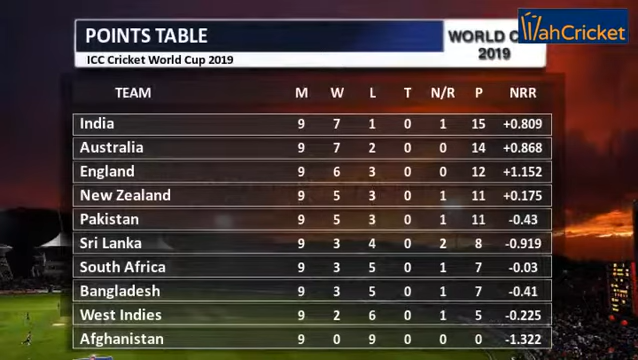 POINTS TABLE
WahCricket
WORLD C
2019
ICC Cricket World Cup 2019
TEAM M W L T N/R P NRR
India 9 7 1 0 1 15 +0.809
Australia 9 7 2 0 0 14 +0.868
England 9 6 3 0 0 12 +1.152
New Zealand 9 5 3 0 1 11 +0.175
Pakistan 9 5 3 0 1 11 -0.43
Sri Lanka 9 3 4 0 2 8 -0.919
South Africa 9 3 5 0 1 7 -0.03
Bangladesh 9 3 5 0 1 7 -0.41
West Indies 9 2 6 0 1 5 -0.225
Afghanistan 9 0 9 0 0 0 -1.322